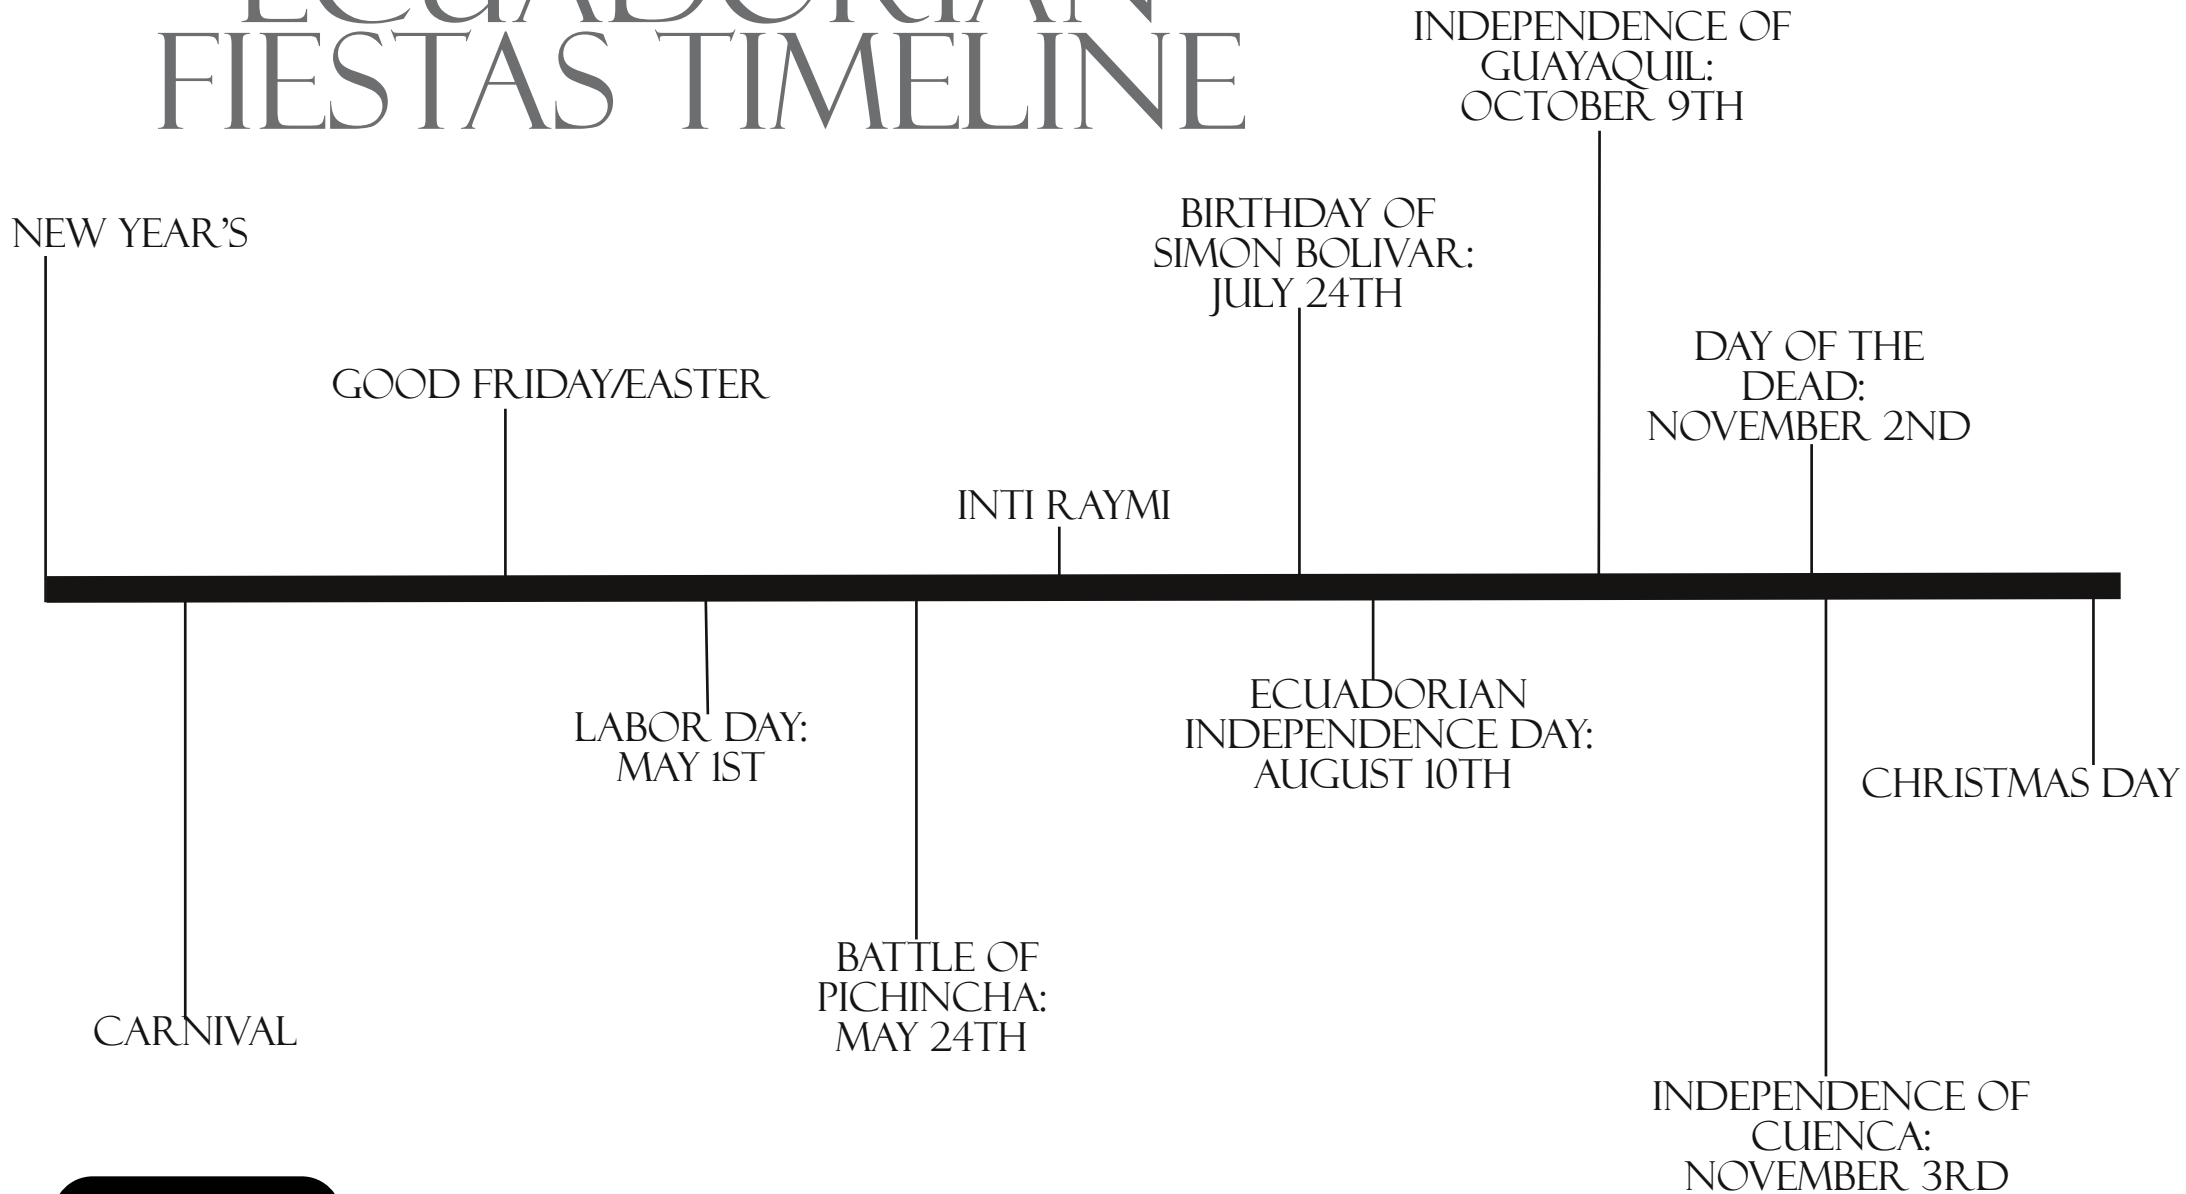 ECUADORIAN
FIESTAS TIMELINE
INDEPENDENCE OF
GUAYAQUIL:
OCTOBER 9TH
NEW YEAR'S
BIRTHDAY OF
SIMON BOLIVAR:
JULY 24TH
GOOD FRIDAY/EASTER
DAY OF THE
DEAD:
NOVEMBER 2ND
INTI RAYMI
LABOR DAY:
MAY 1ST
ECUADORIAN
INDEPENDENCE DAY:
AUGUST 10TH
CHRISTMAS DAY
BATTLE OF
PICHINCHA:
MAY 24TH
CARNIVAL
INDEPENDENCE OF
CUENCA:
NOVEMBER 3RD